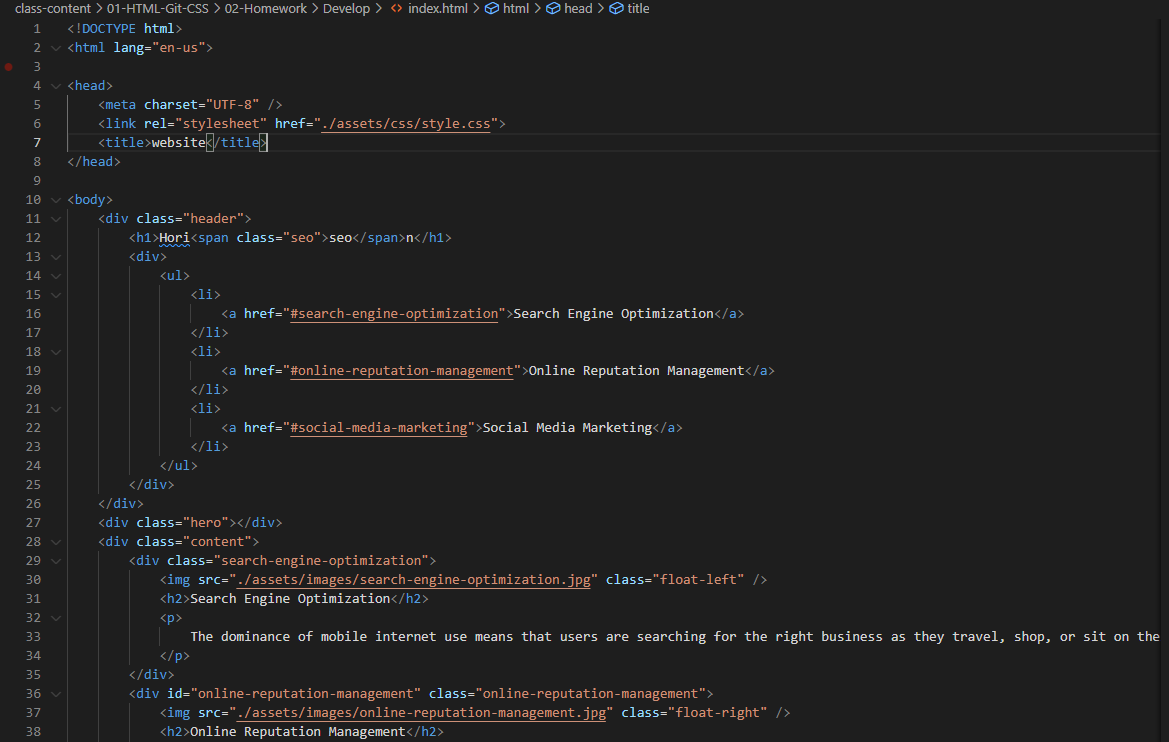 class-content > 01-HTML-Git-CSS > 02-Homework > Develop > <> index.html > html > head > title
1 <!DOCTYPE html>
2 <html lang="en-us">
3
4 <head>
5 <meta charset="UTF-8" />
6 <link rel="stylesheet" href="./assets/css/style.css">
7 <title>website</title>
8 </head>
9
10 <body>
11 <div class="header">
12 <h1>Hori<span class="seo">seo</span>n</h1>
13 <div>
14 <ul>
15 <li>
16 <a href="#search-engine-optimization">Search Engine Optimization</a>
17 </li>
18 <li>
19 <a href="#online-reputation-management">Online Reputation Management</a>
20 </li>
21 <li>
22 <a href="#social-media-marketing">Social Media Marketing</a>
23 </li>
24 </ul>
25 </div>
26 </div>
27 <div class="hero"></div>
28 <div class="content">
29 <div class="search-engine-optimization">
30 <img src="./assets/images/search-engine-optimization.jpg" class="float-left" />
31 <h2>Search Engine Optimization</h2>
32 <p>
33 The dominance of mobile internet use means that users are searching for the right business as they travel, shop, or sit on the
34 </p>
35 </div>
36 <div id="online-reputation-management" class="online-reputation-management">
37 <img src="./assets/images/online-reputation-management.jpg" class="float-right" />
38 <h2>Online Reputation Management</h2>